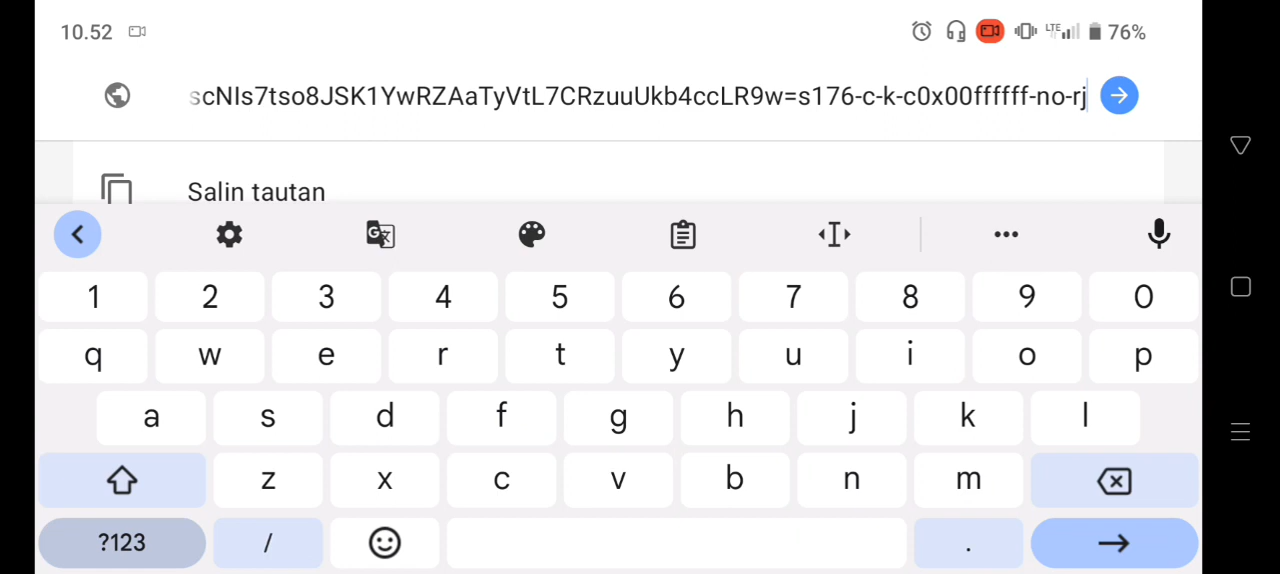 10.52 LTE 76%
scNIs7tso8JSK1YwRZAaTyVtL7CRzuuUkb4ccLR9w=s176-c-k-c0x00ffffff-no-rj
Salin tautan
1 2 3 4 5 6 7 8 9 0
q w e r t y u i o p
a s d f g h j k l
z x c v b n m
?123 / .